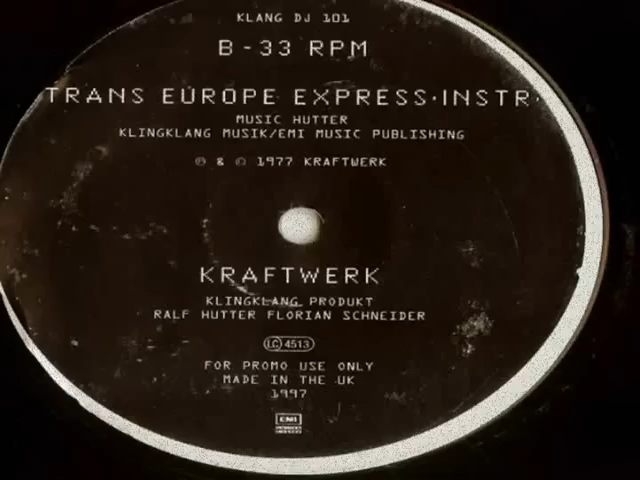 KLANG DJ 101
B - 33 RPM
TRANS EUROPE EXPRESS·INSTR·
MUSIC HUTTER
KLINGKLANG MUSIK/EMI MUSIC PUBLISHING
℗ & © 1977 KRAFTWERK
KRAFTWERK
KLINGKLANG PRODUKT
RALF HUTTER FLORIAN SCHNEIDER
LC 4513
FOR PROMO USE ONLY
MADE IN THE UK
1997
EMI